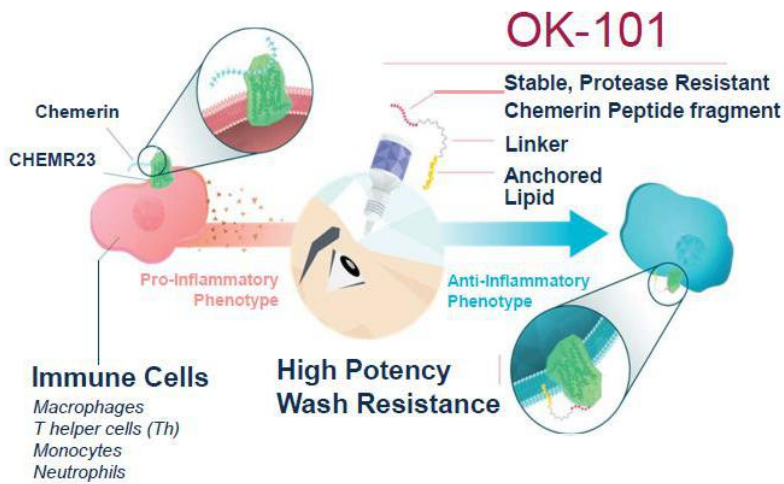 OK-101
Stable, Protease Resistant
Chemerin Peptide fragment
Linker
Anchored
Lipid
Chemerin
CHEMR23
Pro-Inflammatory
Phenotype
Anti-Inflammatory
Phenotype
Immune Cells
Macrophages
T helper cells (Th)
Monocytes
Neutrophils
High Potency
Wash Resistance